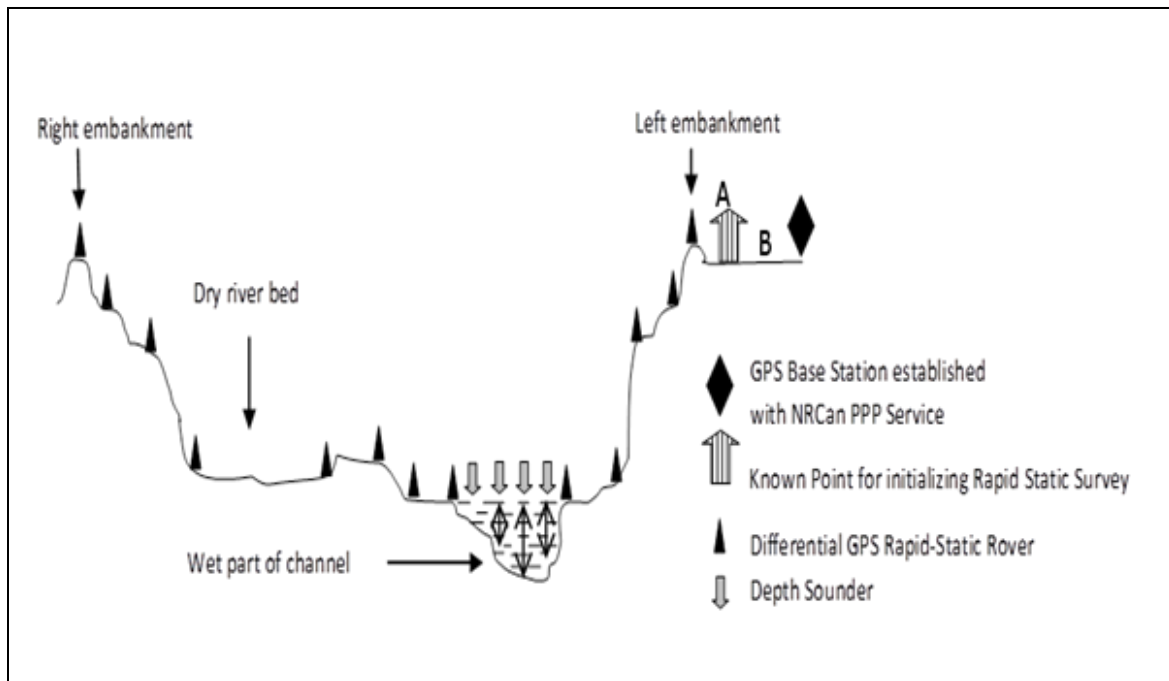 Right embankment
Left embankment
A
B
Dry river bed
GPS Base Station established
with NRCan PPP Service
Known Point for initializing Rapid Static Survey
Differential GPS Rapid-Static Rover
Wet part of channel
Depth Sounder